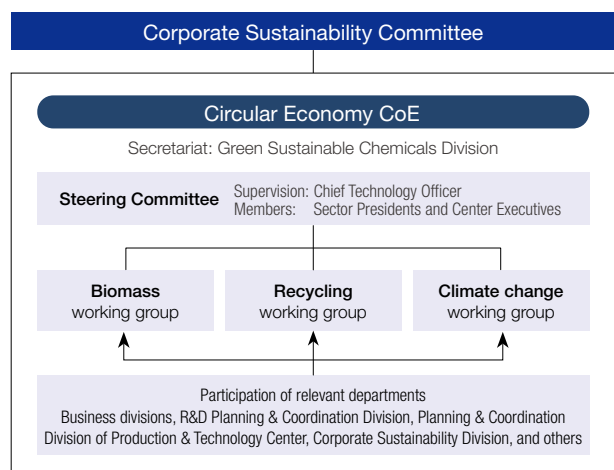 Corporate Sustainability Committee
Circular Economy CoE
Secretariat: Green Sustainable Chemicals Division
Steering Committee
Supervision: Chief Technology Officer
Members: Sector Presidents and Center Executives
Biomass
working group
Recycling
working group
Climate change
working group
Participation of relevant departments
Business divisions, R&D Planning & Coordination Division, Planning & Coordination
Division of Production & Technology Center, Corporate Sustainability Division, and others